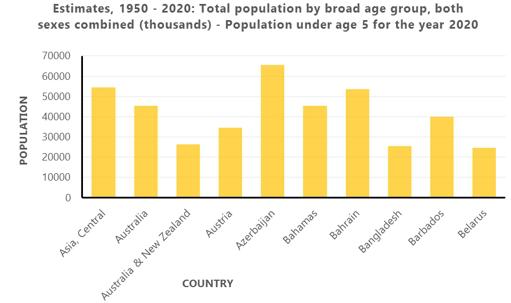 Estimates, 1950 - 2020: Total population by broad age group, both
sexes combined (thousands) - Population under age 5 for the year 2020
POPULATION
70000
60000
50000
40000
30000
20000
10000
0
Asia, Central
Australia
Australia & New Zealand
Austria
Azerbaijan
Bahamas
Bahrain
Bangladesh
Barbados
Belarus
COUNTRY